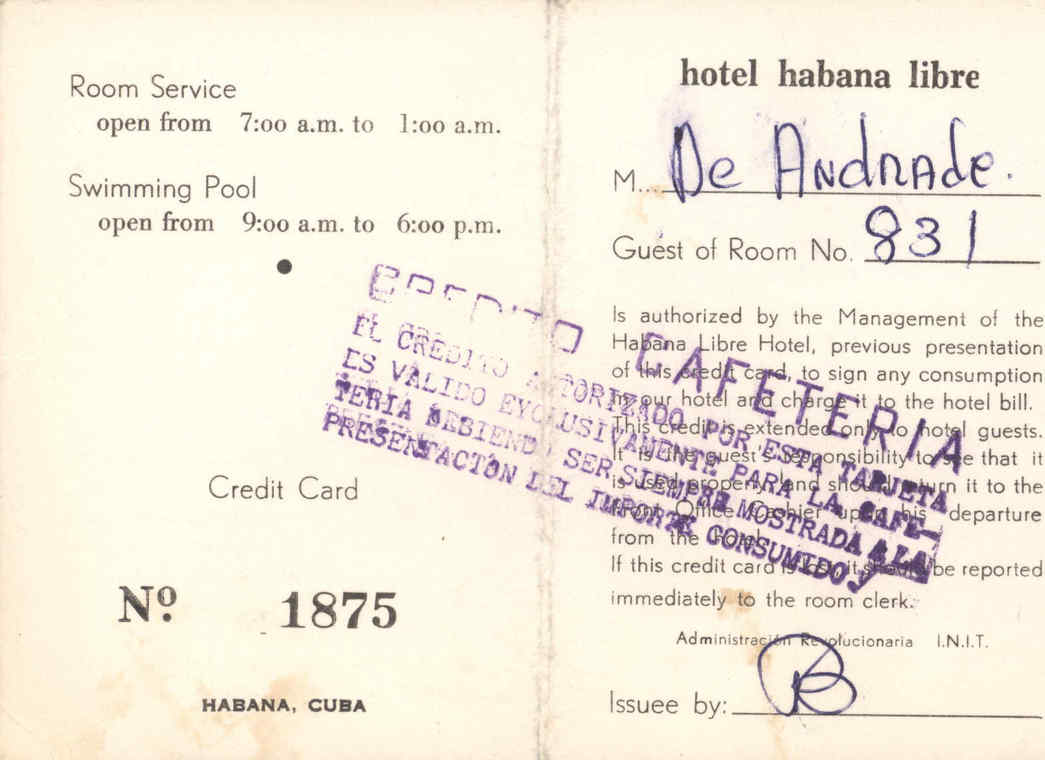 Room Service
open from 7:00 a.m. to 1:00 a.m.
Swimming Pool
open from 9:00 a.m. to 6:00 p.m.
Credit Card
Nº 1875
HABANA, CUBA
hotel habana libre
M... De Andrade.
Guest of Room No. 831
Is authorized by the Management of the
Habana Libre Hotel, previous presentation
of this credit card, to sign any consumption
in our hotel and charge it to the hotel bill.
This credit is extended only to hotel guests.
It is the guest's responsibility to see that it
is used properly and should return it to the
Front Office Cashier upon his departure
from the hotel.
If this credit card is lost it should be reported
immediately to the room clerk.
Administración Revolucionaria I.N.I.T.
Issuee by:
CREDITO CAFETERIA
EL CREDITO AUTORIZADO POR ESTA TARJETA
ES VALIDO EXCLUSIVAMENTE PARA LA CAFE-
TERIA DEBIENDO SER SIEMPRE MOSTRADA A LA
PRESENTACION DEL IMPORTE CONSUMIDO